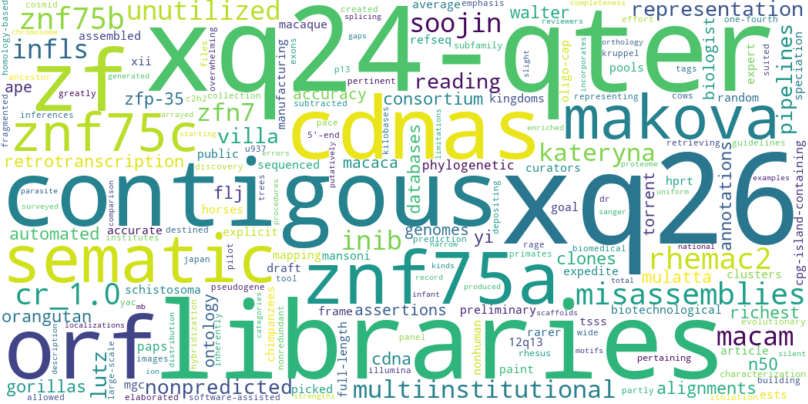 homology-based cosmid znf75b unutilized macaque created splicing average emphasis soojin walter reviewers completeness representation
chromosome assembled gaps refseq effort one-fourth
infls zf xq24-qter biologist pipelines
fragmented ancestor ape files xii overwhelming exons manufacturing p13 pertinent subfamily slight oligo-cap incorporates kruppel orthology tags suited speciation
greatly generated zfp-35 collection pools expert
c2h2 subtracted accuracy reading consortium kingdoms representing cows random
inferences arrayed zfn7 pace limitations enriched
znf75c starting villa 5'-end cdnas databases makova retrieving guidelines
errors kilobases kateryna proteome
retrotranscription public u937 sequenced macaca phylogenetic curators annotations cpg-island-containing
parasite discovery putatively hprt trees examples
contigous flj depositing torrent xq26
surveyed comparison horses procedures goal dr sanger uniform
automated accurate destined explicit genomes yi rage biomedical
institutes pilot inib prediction narrow primates national
sematic japan mapping mansoni clones rhemac2
draft kinds expedite mulatta
tool record clusters
cr_1.0 schistosoma pseudogene znf75a produced total misassemblies
yac mb infant
orangutan localizations frame assertions preliminary scaffolds biotechnological richest
description distribution hybridization categories chimpanzees tsss evolutionary
orf paps ontology libraries full-length cdna panel nonhuman rarer wide motifs macam
lutz large-scale images inherently nonredundant 12q13 pertaining article silent
gorillas ion illumina rhesus paint n50 characterization
mgc nonpredicted picked multiinstitutional partly alignments building
allowed elaborated software-assisted strengths isolation ests